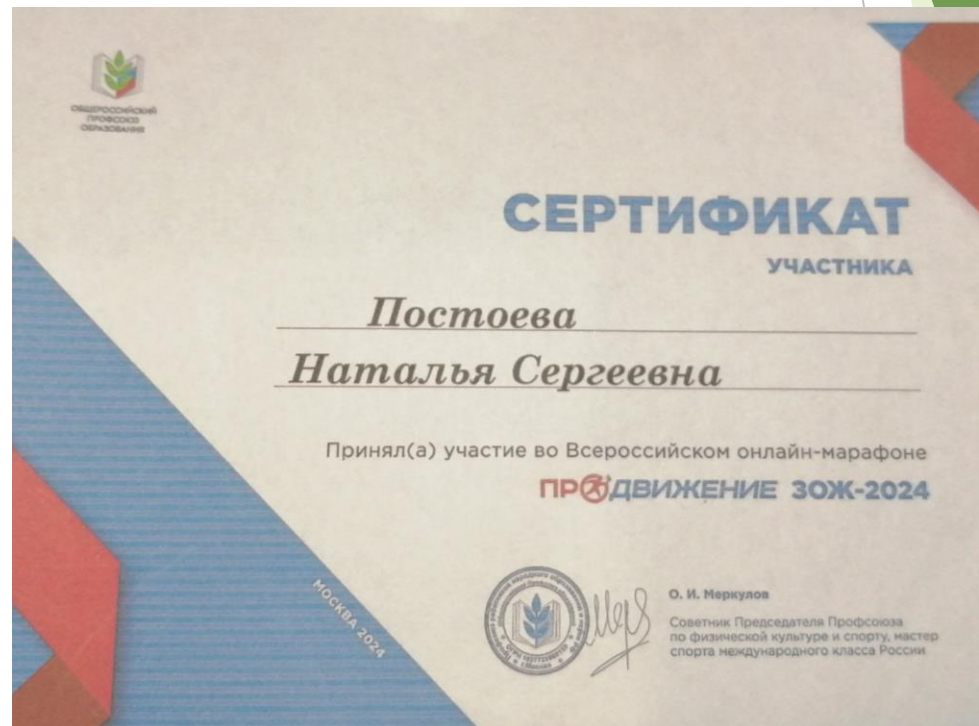 ОБЩЕРОССИЙСКИЙ
ПРОФСОЮЗ
ОБРАЗОВАНИЯ
СЕРТИФИКАТ
УЧАСТНИКА
Постоева
Наталья Сергеевна
Принял(а) участие во Всероссийском онлайн-марафоне
ПРОДВИЖЕНИЕ ЗОЖ-2024
МОСКВА 2024
О. И. Меркулов
Советник Председателя Профсоюза
по физической культуре и спорту, мастер
спорта международного класса России